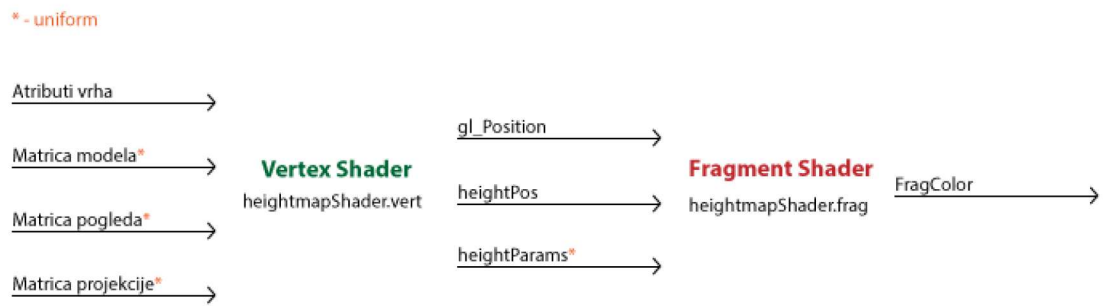 * - uniform
Atributi vrha
Matrica modela*
Matrica pogleda*
Matrica projekcije*
Vertex Shader
heightmapShader.vert
gl_Position
heightPos
heightParams*
Fragment Shader
heightmapShader.frag
FragColor